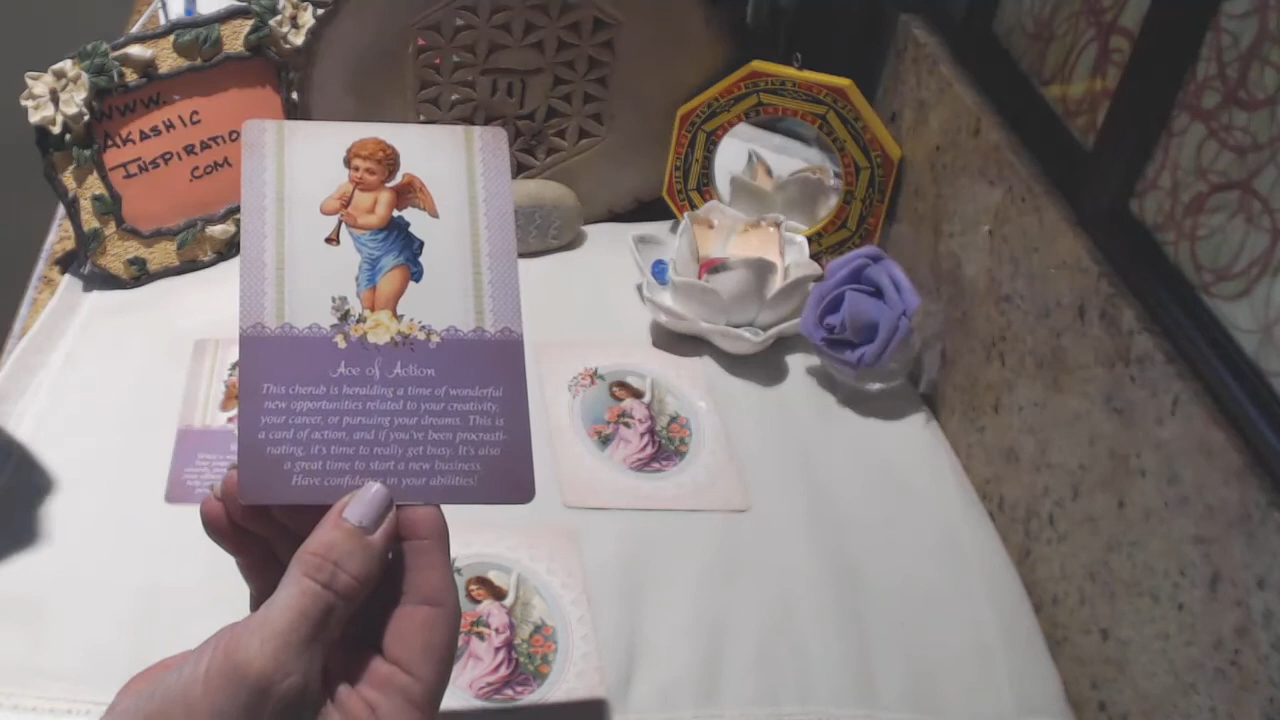 WWW.
AKASHIC
INSPIRATIO
.COM
Ace of Action
This cherub is heralding a time of wonderful
new opportunities related to your creativity,
your career, or pursuing your dreams. This is
a card of action, and if you've been procrasti-
nating, it's time to really get busy. It's also
a great time to start a new business.
Have confidence in your abilities!